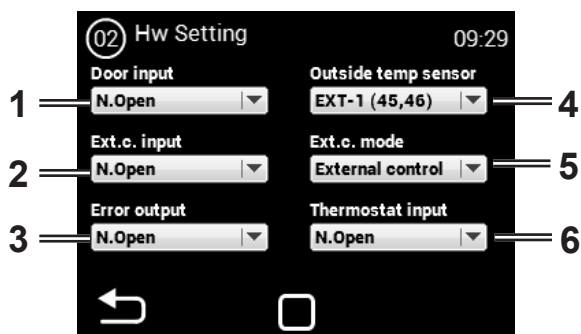 02 Hw Setting 09:29
Door input Outside temp sensor
1 N.Open EXT-1 (45,46) 4
Ext.c. input Ext.c. mode
2 N.Open External control 5
Error output Thermostat input
3 N.Open N.Open 6